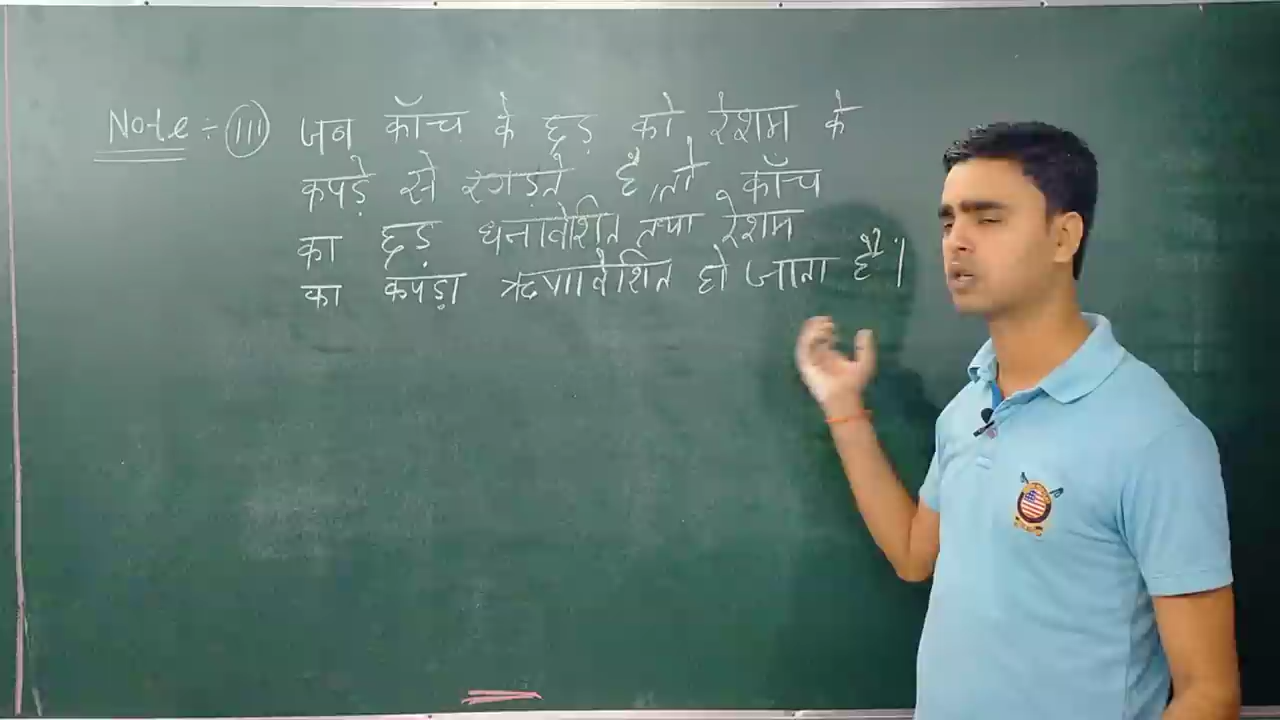 Note :- (III) जब काँच के छड़ को रेशम के
कपड़े से रगड़ते हैं, तो काँच
का छड़ धनावेशित तथा रेशम
का कपड़ा ऋणावेशित हो जाता है।